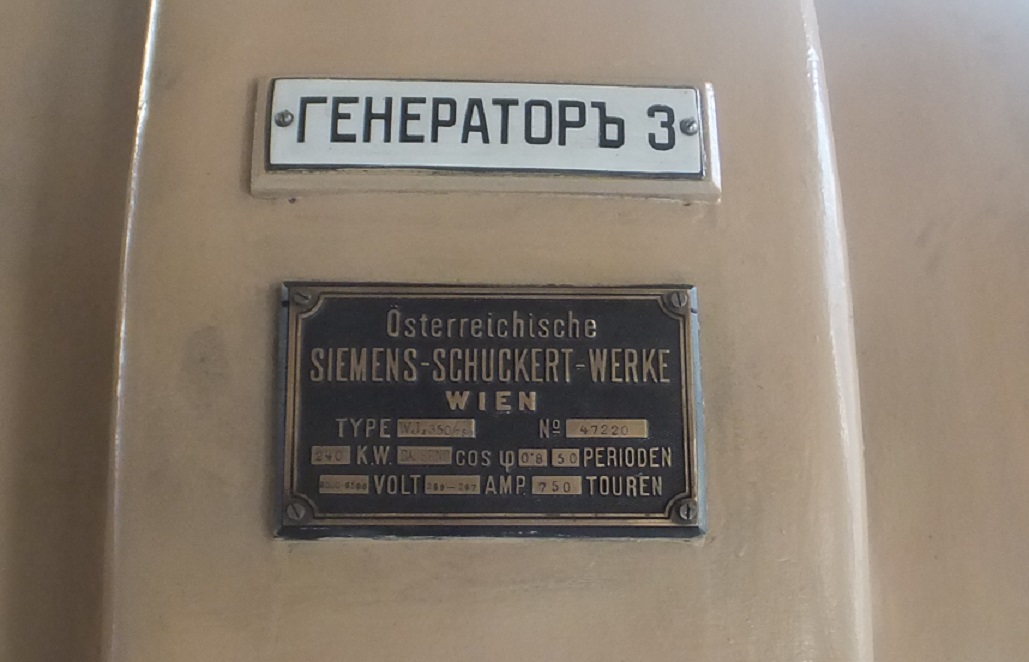 ГЕНЕРАТОРЪ 3
Österreichische
SIEMENS-SCHUCKERT-WERKE
WIEN
TYPE Nº 47220
240 K.W. COS φ 0·8 50 PERIODEN
VOLT AMP. 750 TOUREN